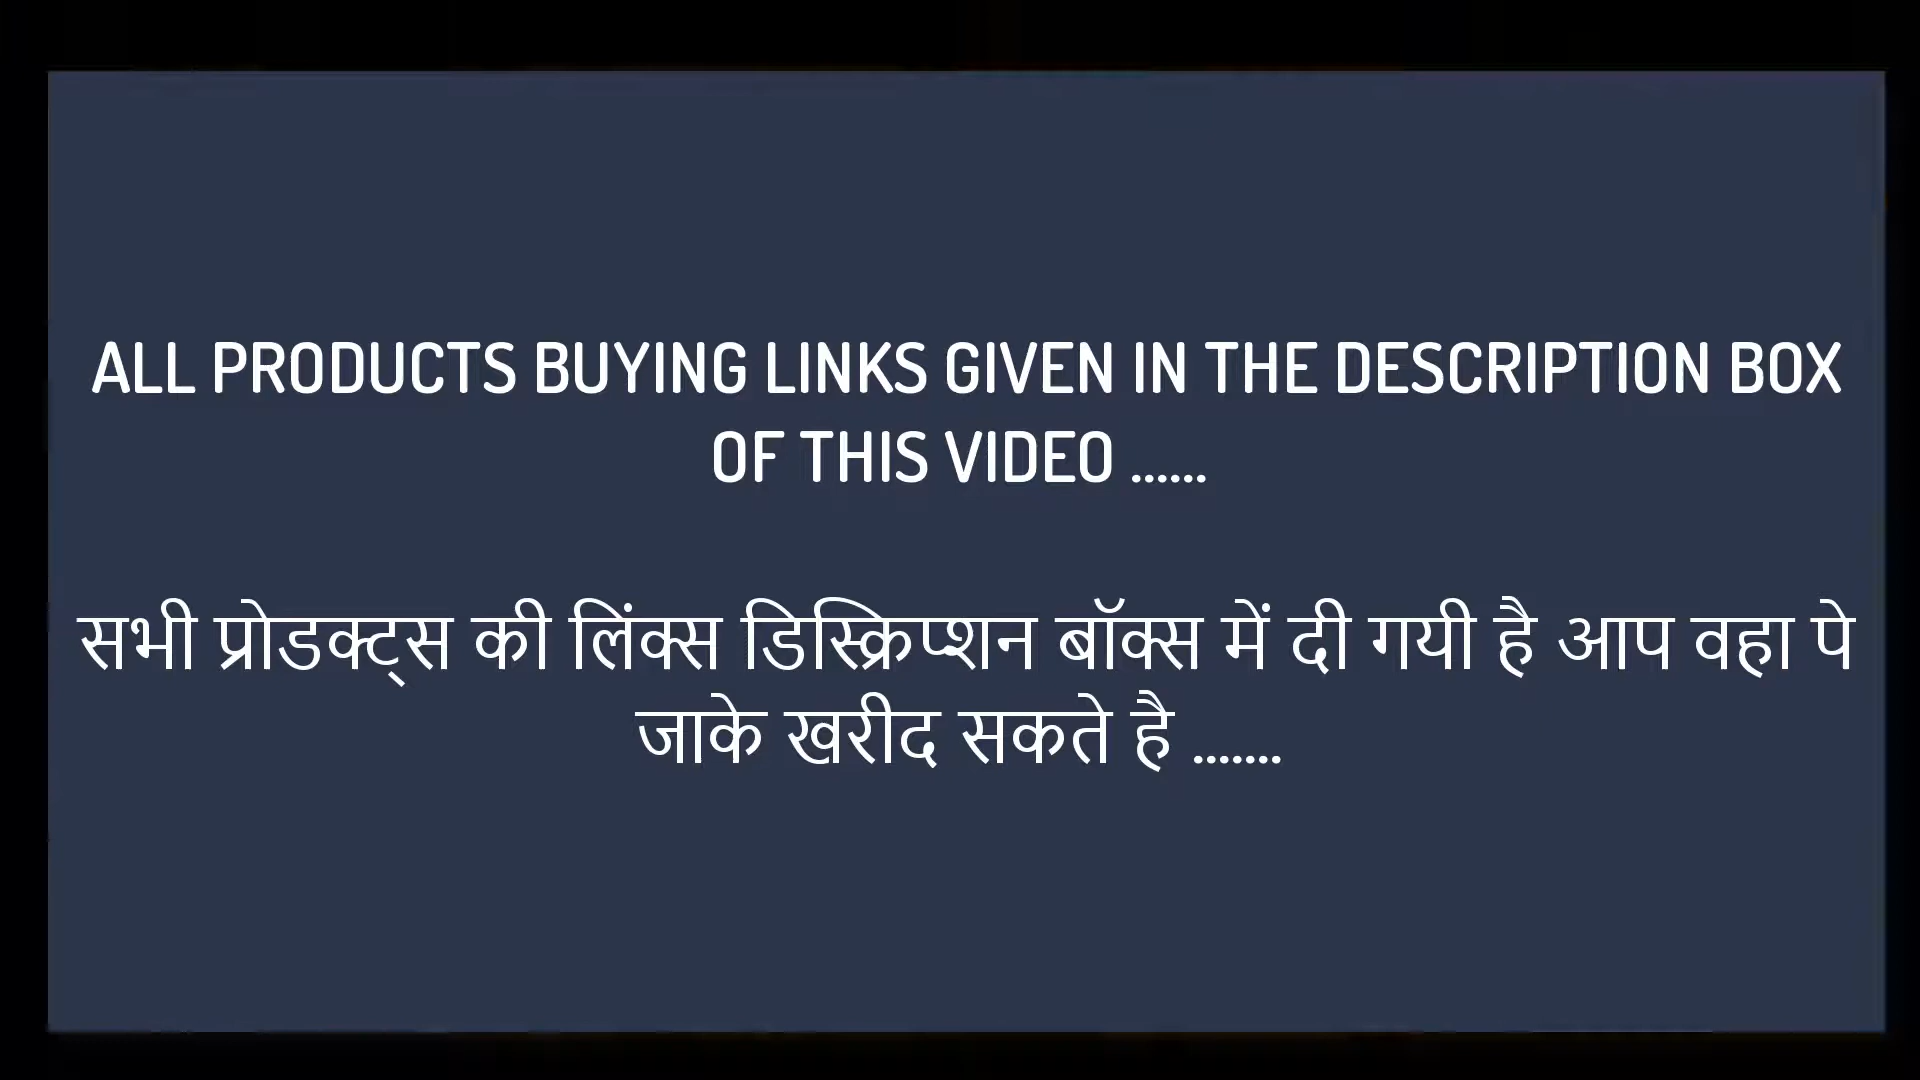 ALL PRODUCTS BUYING LINKS GIVEN IN THE DESCRIPTION BOX
OF THIS VIDEO ......
सभी प्रोडक्ट्स की लिंक्स डिस्क्रिप्शन बॉक्स में दी गयी है आप वहा पे
जाके खरीद सकते है .......